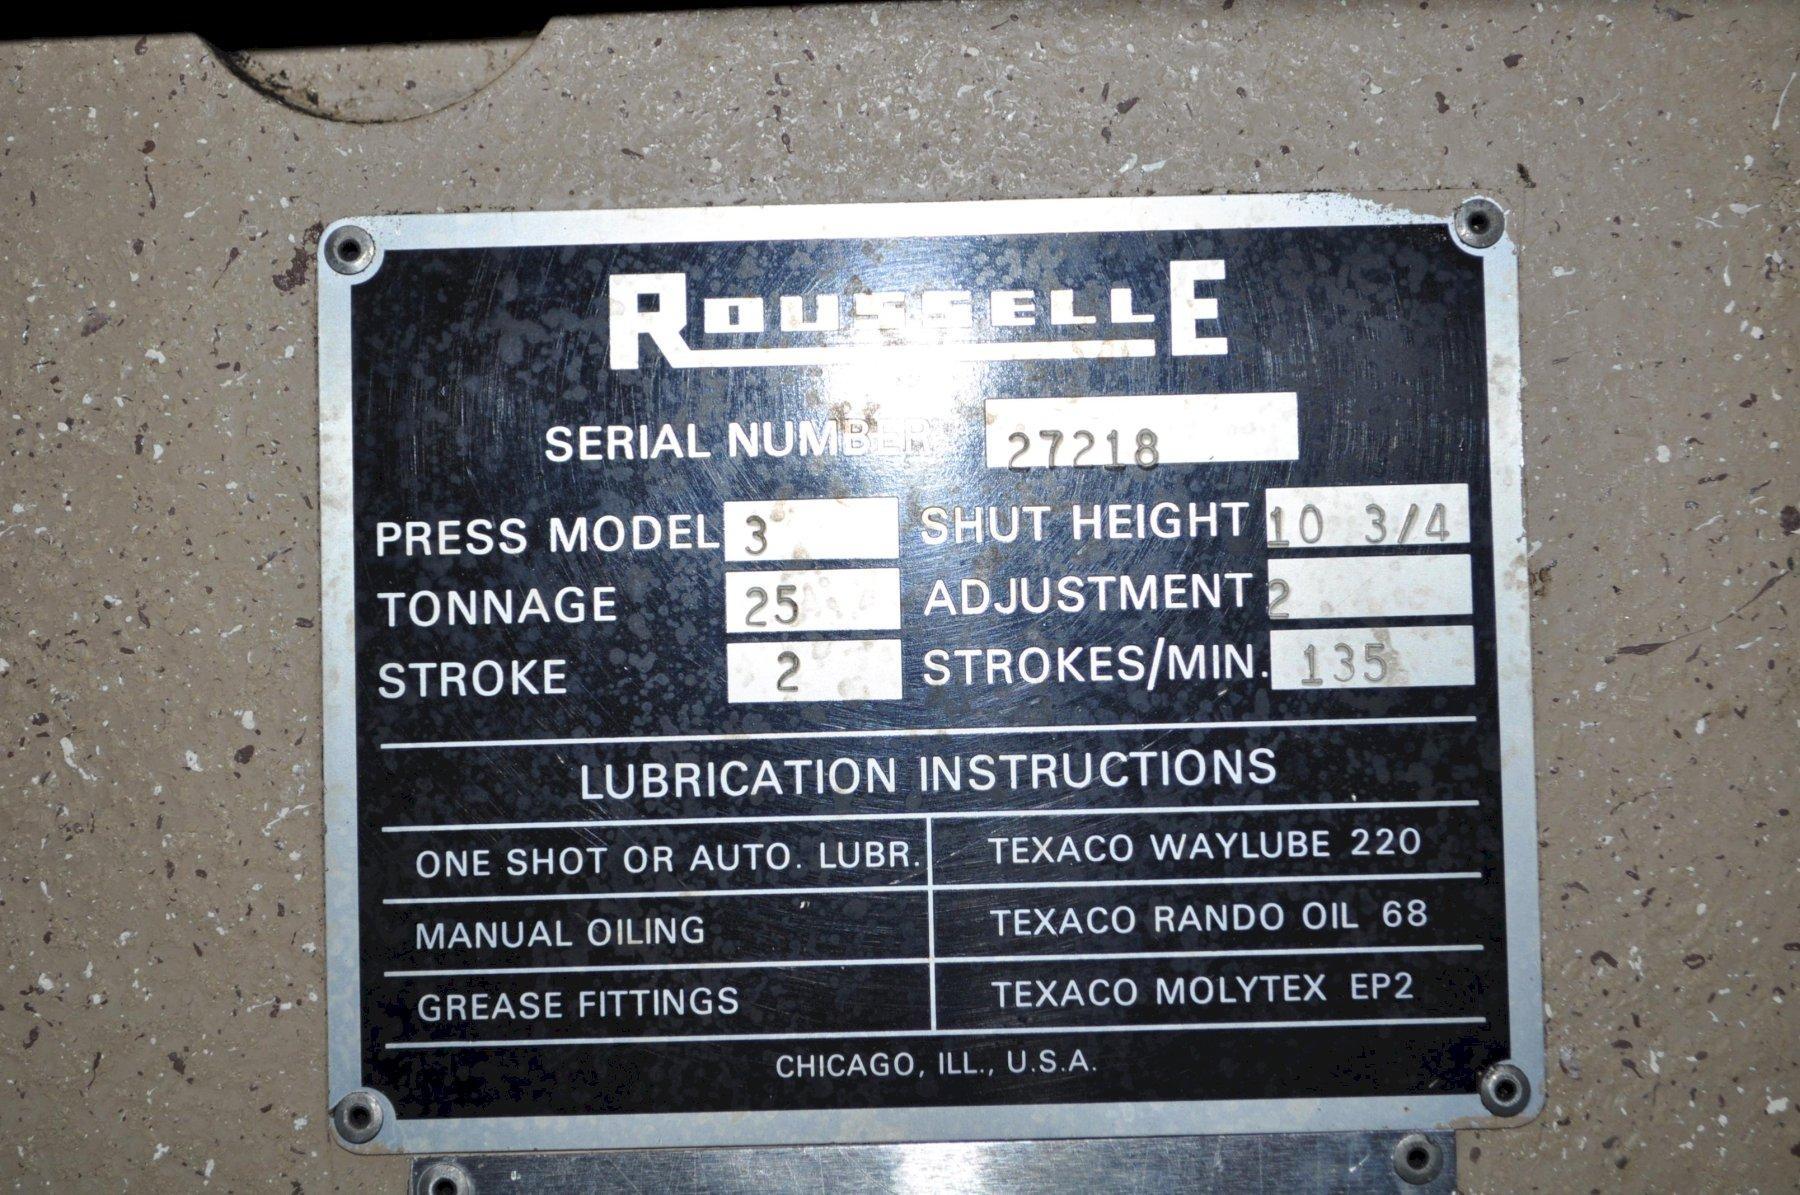 ROUSSELLE
SERIAL NUMBER 27218
PRESS MODEL 3 SHUT HEIGHT 10 3/4
TONNAGE 25 ADJUSTMENT 2
STROKE 2 STROKES/MIN. 135
LUBRICATION INSTRUCTIONS
ONE SHOT OR AUTO. LUBR. TEXACO WAYLUBE 220
MANUAL OILING TEXACO RANDO OIL 68
GREASE FITTINGS TEXACO MOLYTEX EP2
CHICAGO, ILL., U.S.A.